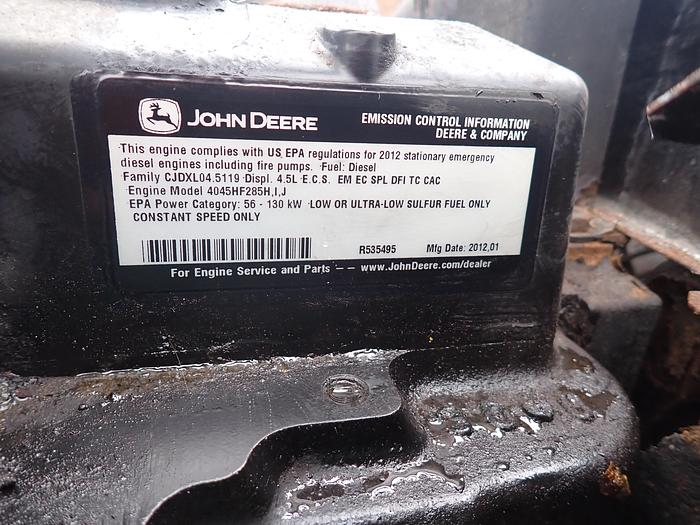 JOHN DEERE
EMISSION CONTROL INFORMATION
DEERE & COMPANY
This engine complies with US EPA regulations for 2012 stationary emergency
diesel engines including fire pumps. Fuel: Diesel
Family CJDXL04.5119 Displ. 4.5L E.C.S. EM EC SPL DFI TC CAC
Engine Model 4045HF285H,I,J
EPA Power Category: 56 - 130 kW LOW OR ULTRA-LOW SULFUR FUEL ONLY
CONSTANT SPEED ONLY
R535495 Mfg Date: 2012,01
For Engine Service and Parts -- www.JohnDeere.com/dealer